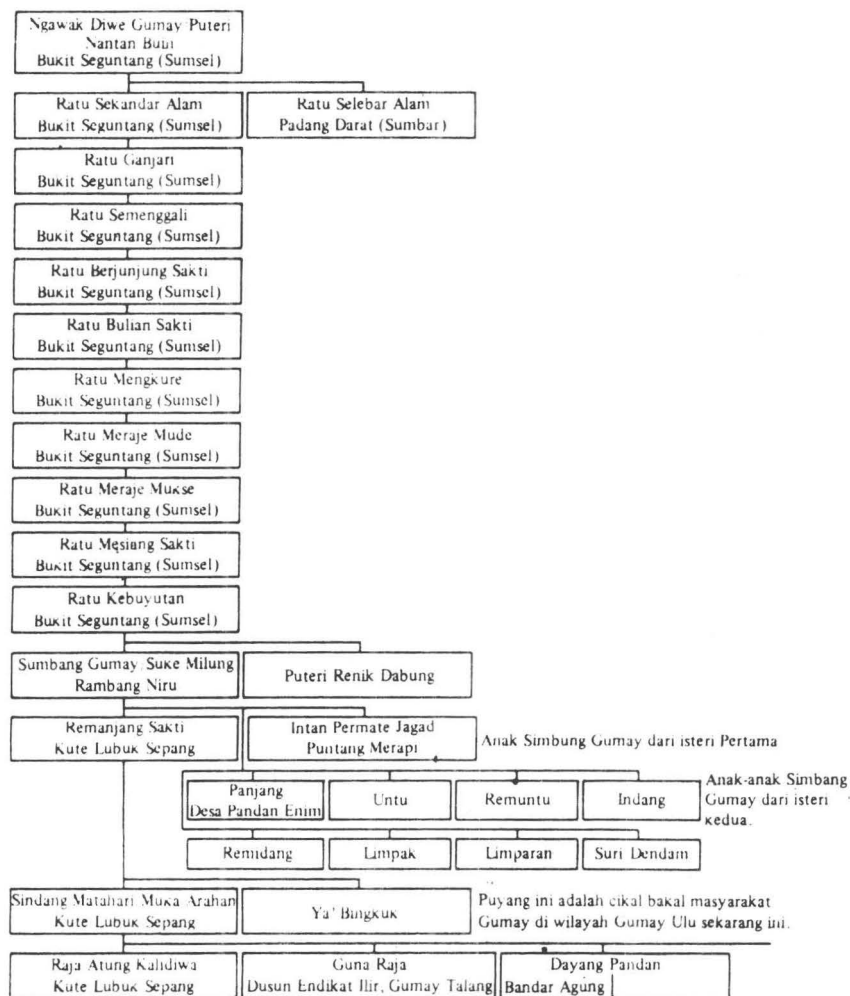 Ngawak Diwe Gumay Puteri
Nantan Buih
Bukit Seguntang (Sumsel)
Ratu Sekandar Alam
Bukit Seguntang (Sumsel)
Ratu Selebar Alam
Padang Darat (Sumbar)
Ratu Ganjari
Bukit Seguntang (Sumsel)
Ratu Semenggali
Bukit Seguntang (Sumsel)
Ratu Berjunjung Sakti
Bukit Seguntang (Sumsel)
Ratu Bulian Sakti
Bukit Seguntang (Sumsel)
Ratu Mengkure
Bukit Seguntang (Sumsel)
Ratu Meraje Mude
Bukit Seguntang (Sumsel)
Ratu Meraje Mukse
Bukit Seguntang (Sumsel)
Ratu Mesiang Sakti
Bukit Seguntang (Sumsel)
Ratu Kebuyutan
Bukit Seguntang (Sumsel)
Sumbang Gumay Suke Milung
Rambang Niru
Puteri Renik Dabung
Remanjang Sakti
Kute Lubuk Sepang
Intan Permate Jagad
Puntang Merapi
Anak Simbung Gumay dari isteri Pertama
Panjang
Desa Pandan Enim
Untu
Remuntu
Indang
Anak-anak Simbang
Gumay dari isteri
kedua.
Remidang
Limpak
Limparan
Suri Dendam
Sindang Matahari Muka Arahan
Kute Lubuk Sepang
Ya' Bingkuk
Puyang ini adalah cikal bakal masyarakat
Gumay di wilayah Gumay Ulu sekarang ini.
Raja Atung Kalidiwa
Kute Lubuk Sepang
Guna Raja
Dusun Endikat Ilir, Gumay Talang
Dayang Pandan
Bandar Agung